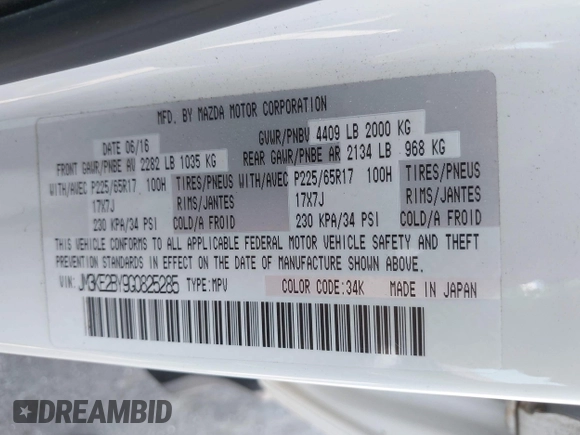 MFD. BY MAZDA MOTOR CORPORATION
DATE 06/16 GVWR/PNBV 4409 LB 2000 KG
FRONT GAWR/PNBE AV 2282 LB 1035 KG REAR GAWR/PNBE AR 2134 LB 968 KG
WITH/AVEC P225/65R17 100H TIRES/PNEUS WITH/AVEC P225/65R17 100H TIRES/PNEUS
17X7J RIMS/JANTES 17X7J RIMS/JANTES
230 KPA/34 PSI COLD/A FROID 230 KPA/34 PSI COLD/A FROID
THIS VEHICLE CONFORMS TO ALL APPLICABLE FEDERAL MOTOR VEHICLE SAFETY AND THEFT
PREVENTION STANDARDS IN EFFECT ON THE DATE OF MANUFACTURE SHOWN ABOVE.
VIN: JM3KE2BY9G0825285 TYPE:MPV COLOR CODE:34K MADE IN JAPAN
DREAMBID